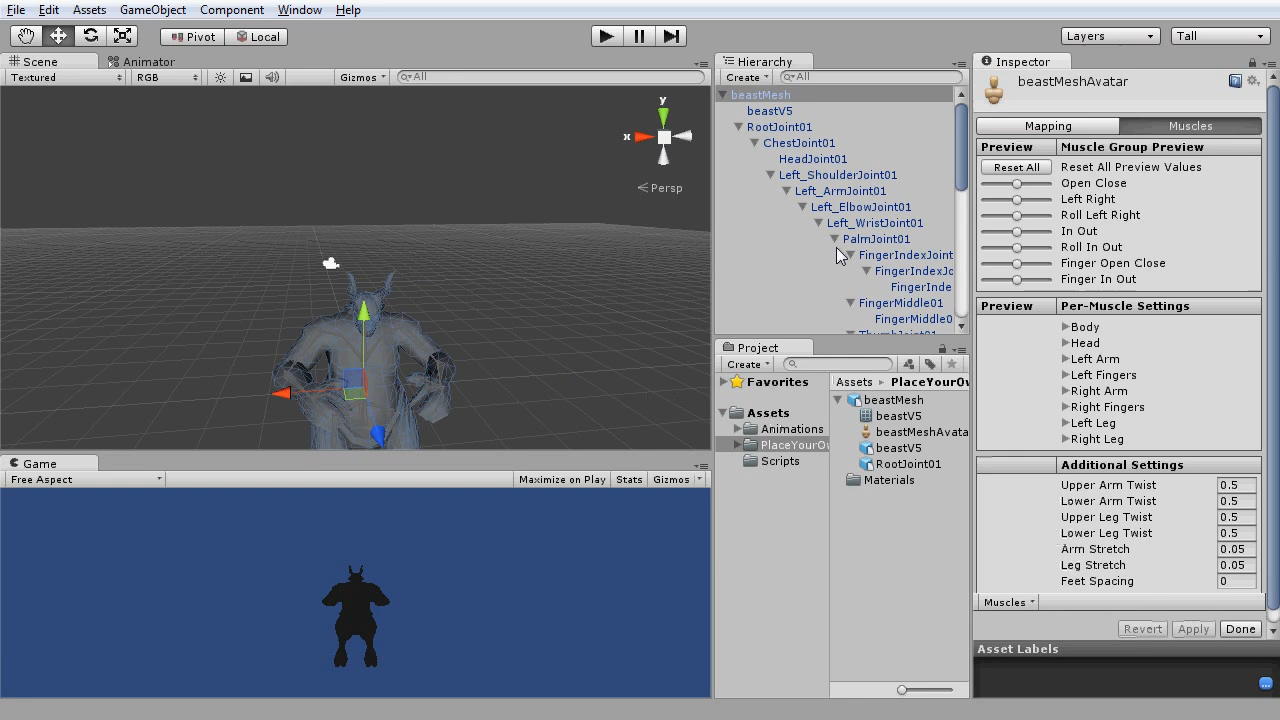 File Edit Assets GameObject Component Window Help
Pivot Local Layers Tall
Scene Animator
Textured RGB Gizmos All
y
x
Persp
Game
Free Aspect Maximize on Play Stats Gizmos
Hierarchy
Create All
beastMesh
beastV5
RootJoint01
ChestJoint01
HeadJoint01
Left_ShoulderJoint01
Left_ArmJoint01
Left_ElbowJoint01
Left_WristJoint01
PalmJoint01
FingerIndexJoint
FingerIndexJo
FingerInde
FingerMiddle01
FingerMiddle0
ThumbJoint01
Project
Create
Favorites
Assets
Animations
PlaceYourOw
Scripts
Assets PlaceYourOw
beastMesh
beastV5
beastMeshAvata
beastV5
RootJoint01
Materials
Inspector
beastMeshAvatar
Mapping Muscles
Preview Muscle Group Preview
Reset All Reset All Preview Values
Open Close
Left Right
Roll Left Right
In Out
Roll In Out
Finger Open Close
Finger In Out
Preview Per-Muscle Settings
Body
Head
Left Arm
Left Fingers
Right Arm
Right Fingers
Left Leg
Right Leg
Additional Settings
Upper Arm Twist 0.5
Lower Arm Twist 0.5
Upper Leg Twist 0.5
Lower Leg Twist 0.5
Arm Stretch 0.05
Leg Stretch 0.05
Feet Spacing 0
Muscles
Revert Apply Done
Asset Labels